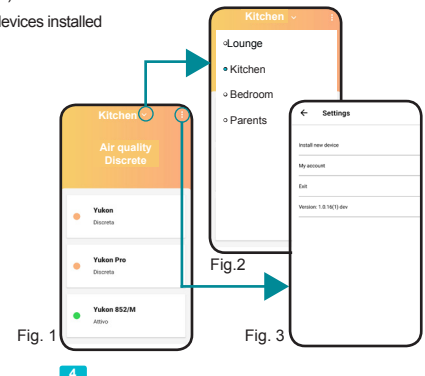 devices installed
Kitchen
Lounge
Kitchen
Bedroom
Parents
Fig.2
Kitchen
Air quality
Discrete
Yukon
Discreta
Yukon Pro
Discreta
Yukon 852/M
Attivo
Fig. 1
Settings
Install new device
My account
Exit
Version: 1.0.16(1)-dev
Fig. 3
4